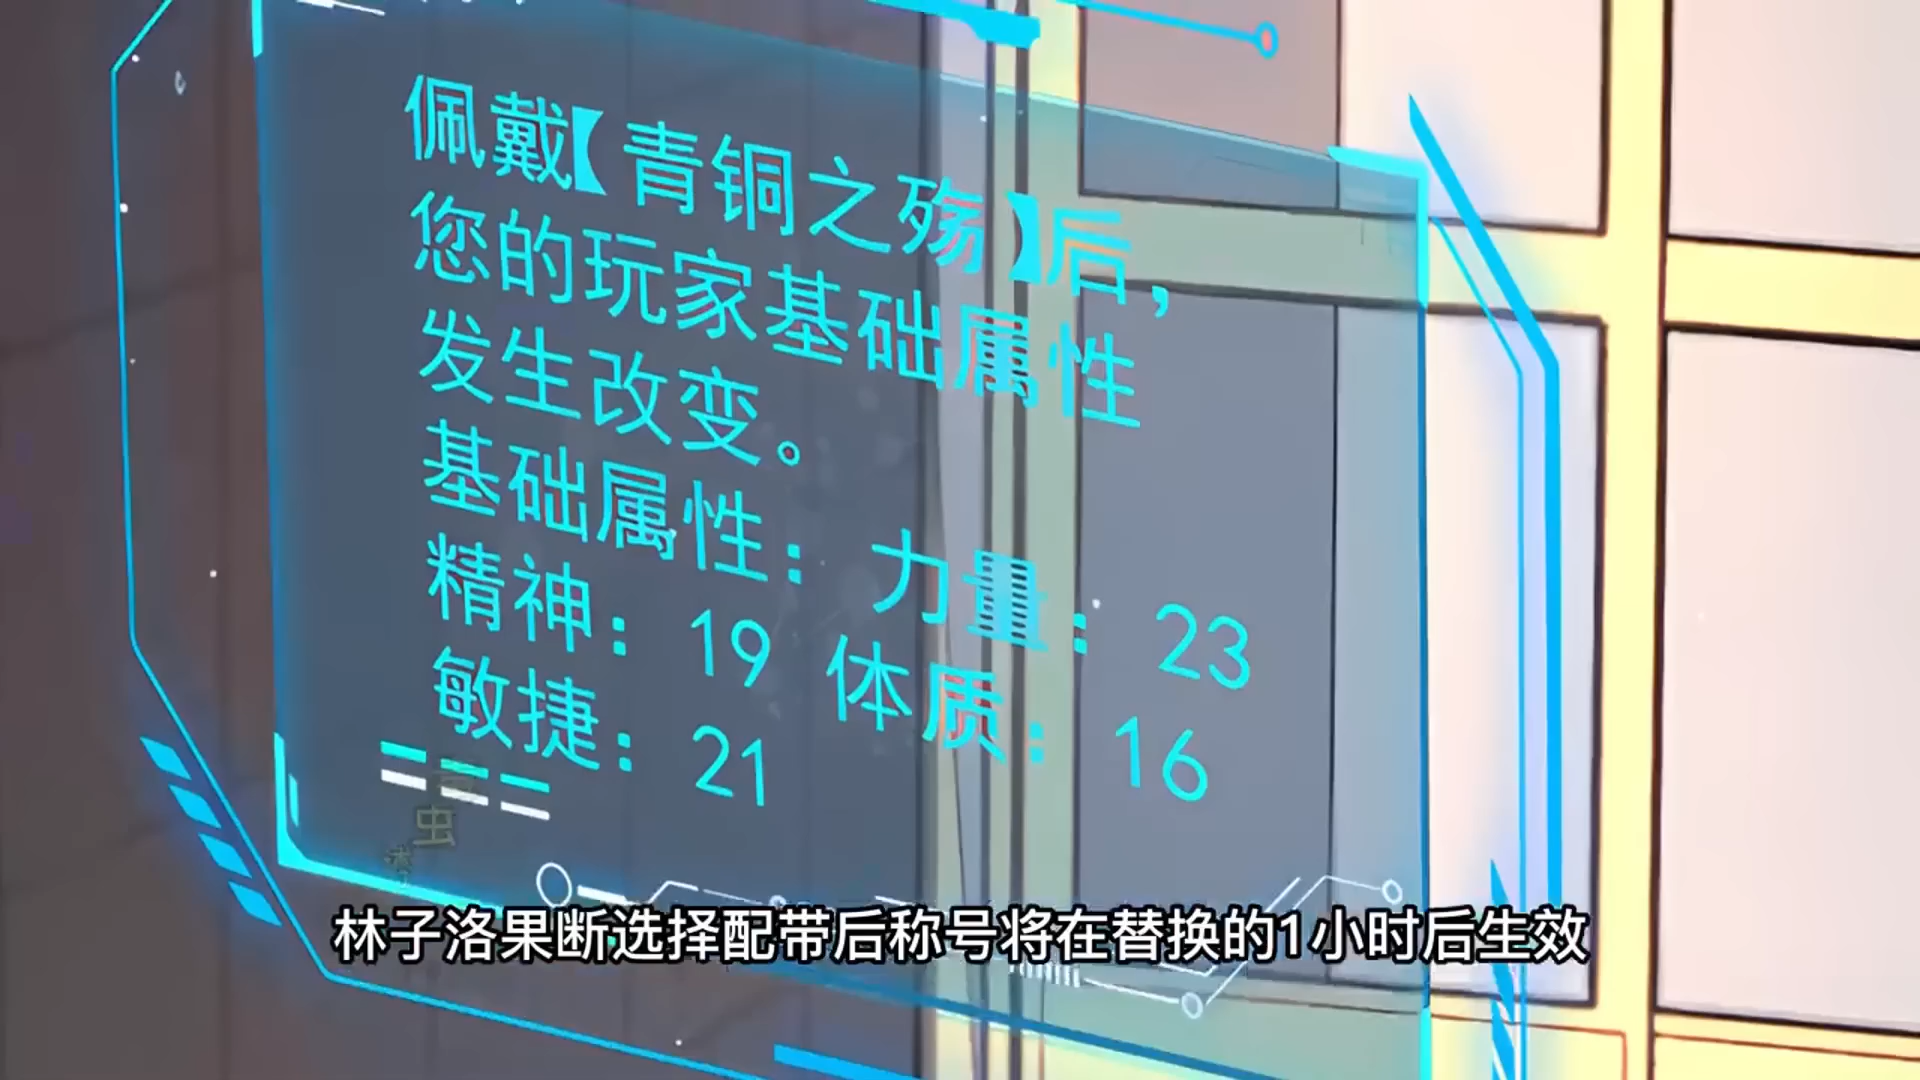 佩戴【青铜之殇】后，
您的玩家基础属性
发生改变。
基础属性：力量：23
精神：19 体质：16
敏捷：21
虫
林子洛果断选择配带后称号将在替换的1小时后生效